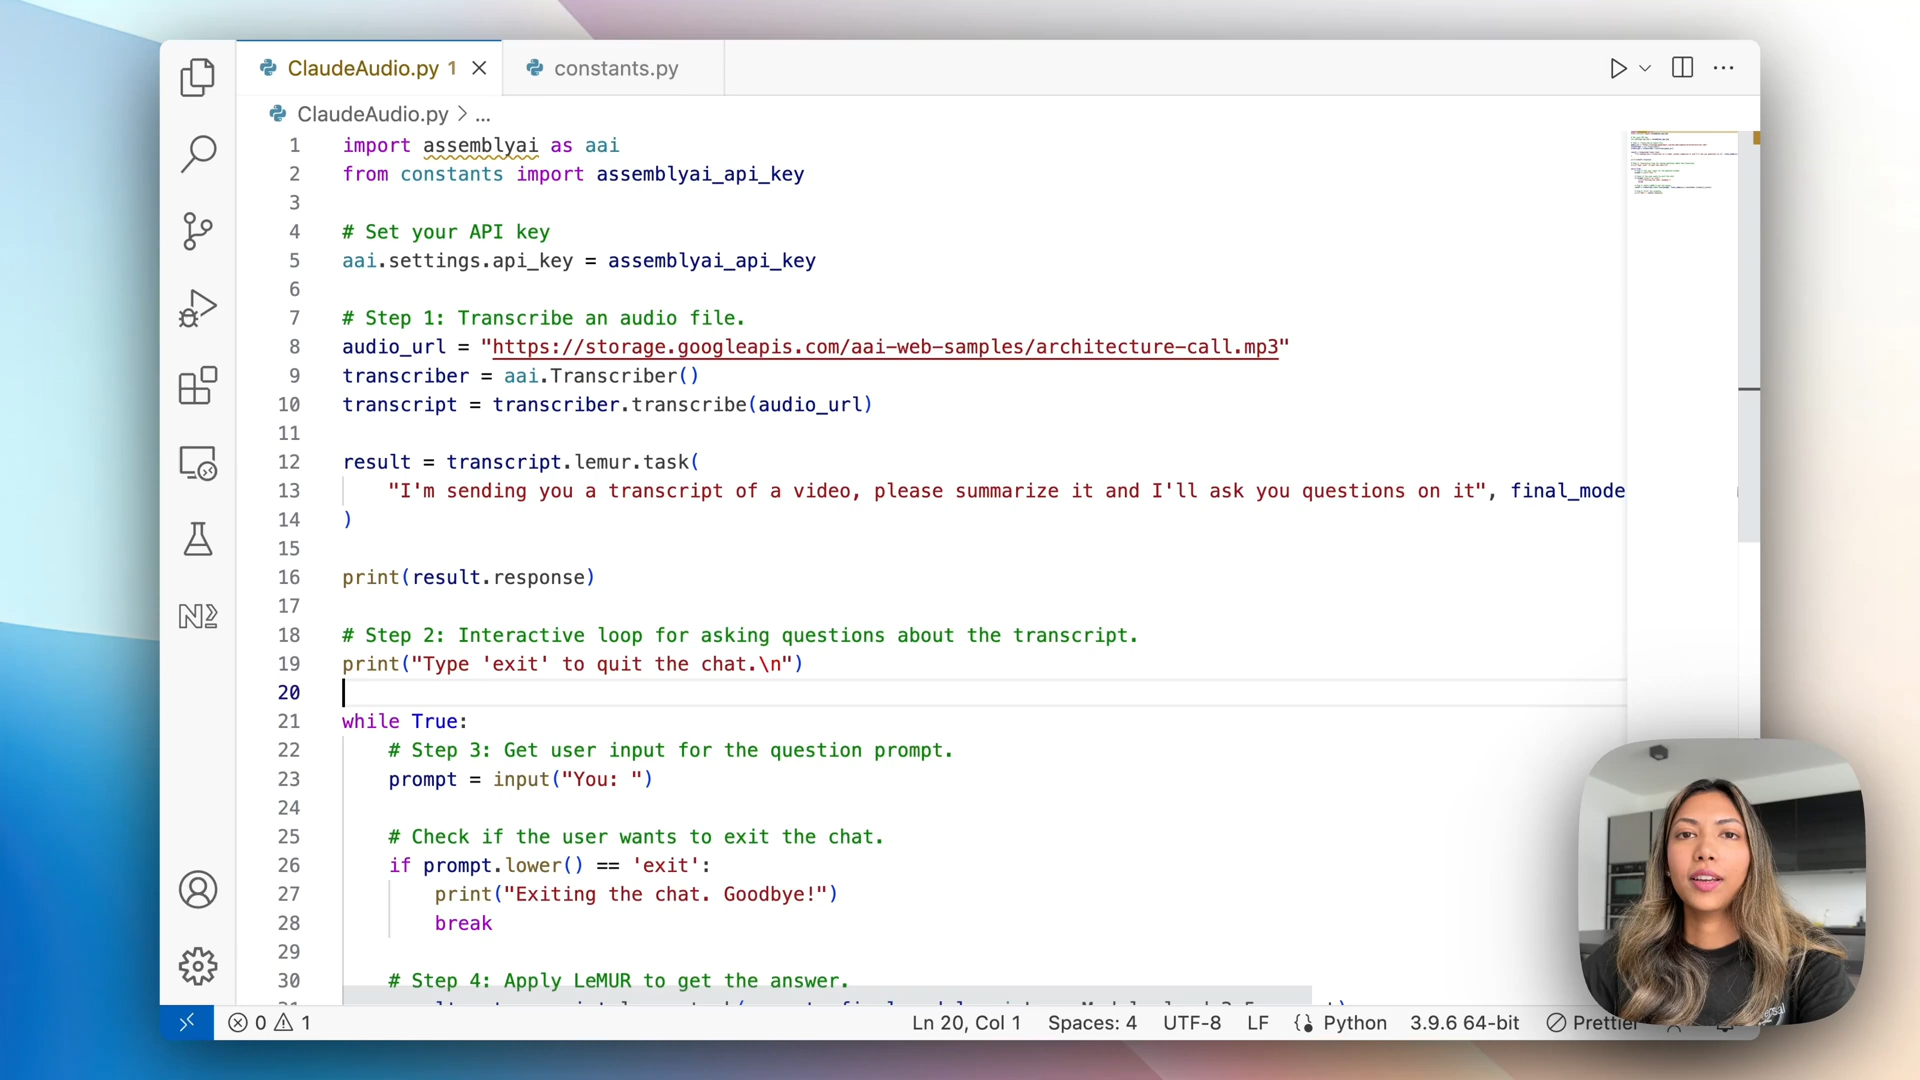 ClaudeAudio.py 1
constants.py
ClaudeAudio.py > ...
1 import assemblyai as aai
2 from constants import assemblyai_api_key
3
4 # Set your API key
5 aai.settings.api_key = assemblyai_api_key
6
7 # Step 1: Transcribe an audio file.
8 audio_url = "https://storage.googleapis.com/aai-web-samples/architecture-call.mp3"
9 transcriber = aai.Transcriber()
10 transcript = transcriber.transcribe(audio_url)
11
12 result = transcript.lemur.task(
13 "I'm sending you a transcript of a video, please summarize it and I'll ask you questions on it", final_mode
14 )
15
16 print(result.response)
17
18 # Step 2: Interactive loop for asking questions about the transcript.
19 print("Type 'exit' to quit the chat.\n")
20
21 while True:
22 # Step 3: Get user input for the question prompt.
23 prompt = input("You: ")
24
25 # Check if the user wants to exit the chat.
26 if prompt.lower() == 'exit':
27 print("Exiting the chat. Goodbye!")
28 break
29
30 # Step 4: Apply LeMUR to get the answer.
0 1 Ln 20, Col 1 Spaces: 4 UTF-8 LF Python 3.9.6 64-bit Prettier